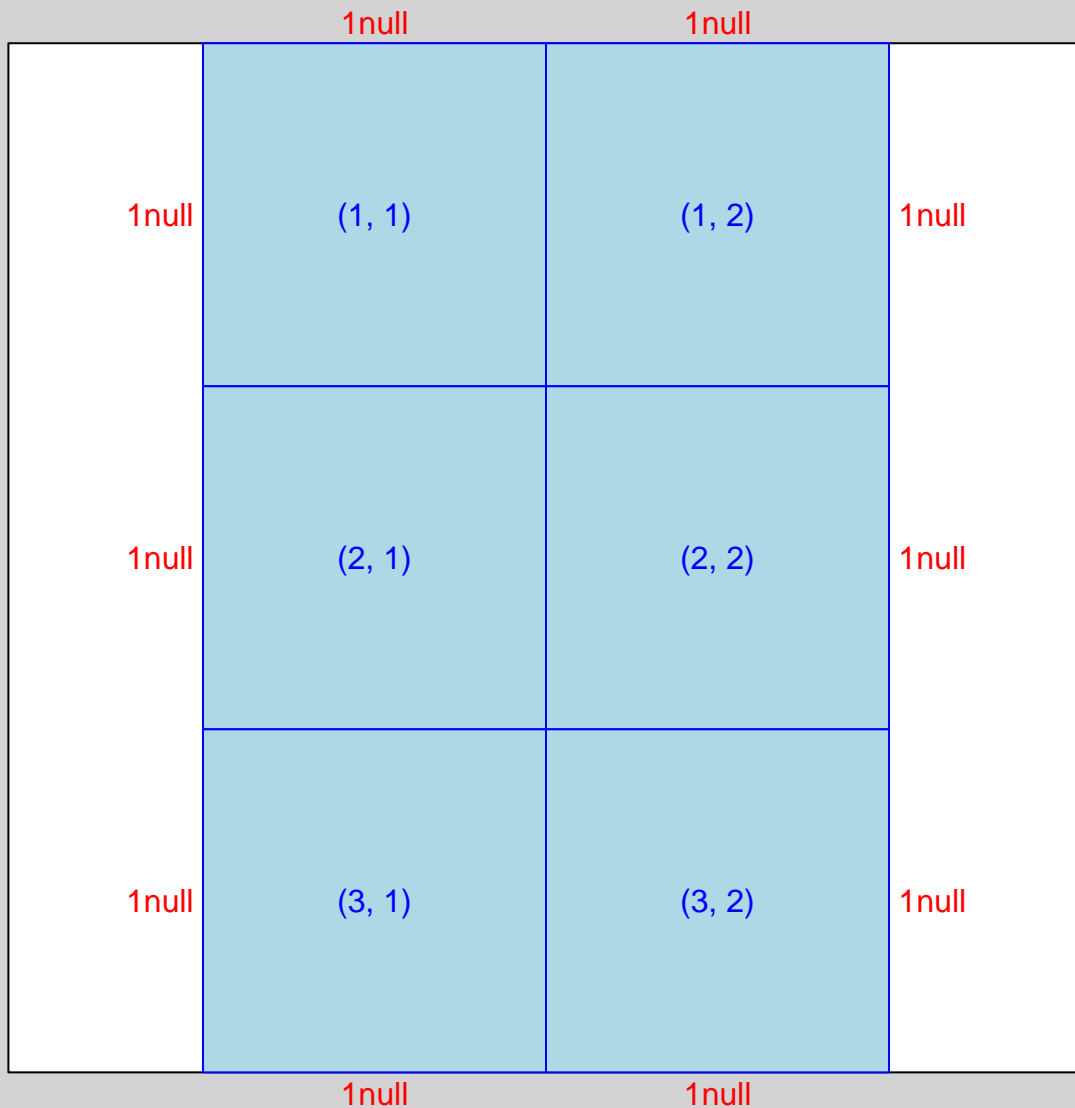 1null 1null
1null (1, 1) (1, 2) 1null
1null (2, 1) (2, 2) 1null
1null (3, 1) (3, 2) 1null
1null 1null